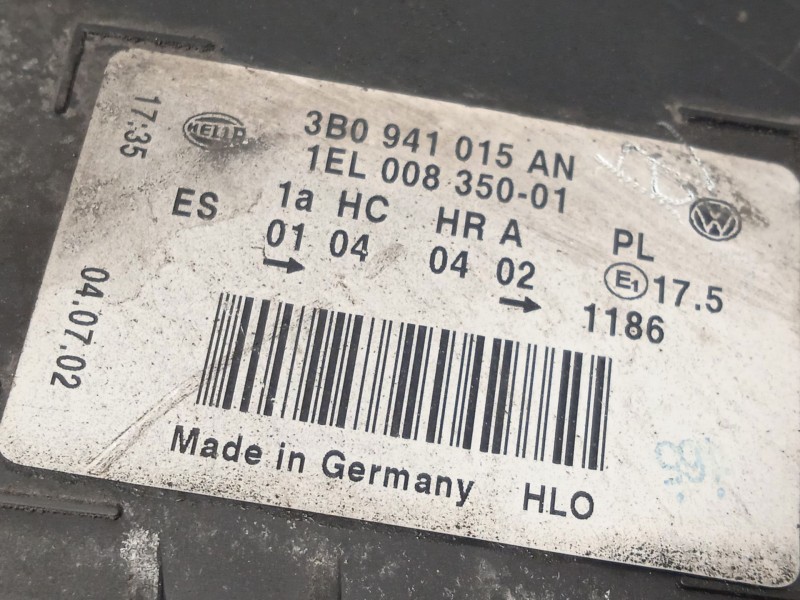 17:35
HELLA
3B0 941 015 AN
1EL 008 350-01
ES 1a HC HR A PL
01 04 04 02 E1 17.5
1186
04.07.02
Made in Germany HLO